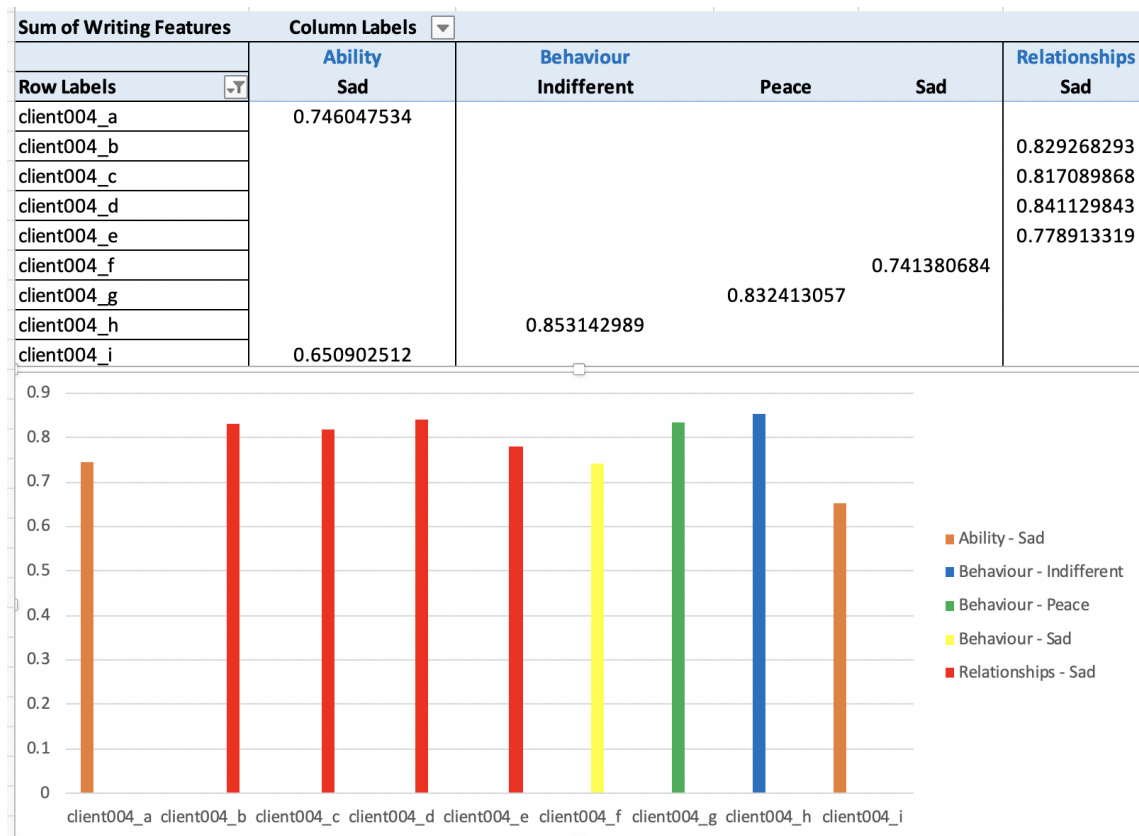 Sum of Writing Features Column Labels
Ability Behaviour Relationships
Row Labels Sad Indifferent Peace Sad Sad
client004_a 0.746047534
client004_b 0.829268293
client004_c 0.817089868
client004_d 0.841129843
client004_e 0.778913319
client004_f 0.741380684
client004_g 0.832413057
client004_h 0.853142989
client004_i 0.650902512
0.9
0.8
0.7
0.6
0.5
0.4
0.3
0.2
0.1
0
client004_a client004_b client004_c client004_d client004_e client004_f client004_g client004_h client004_i
Ability - Sad
Behaviour - Indifferent
Behaviour - Peace
Behaviour - Sad
Relationships - Sad